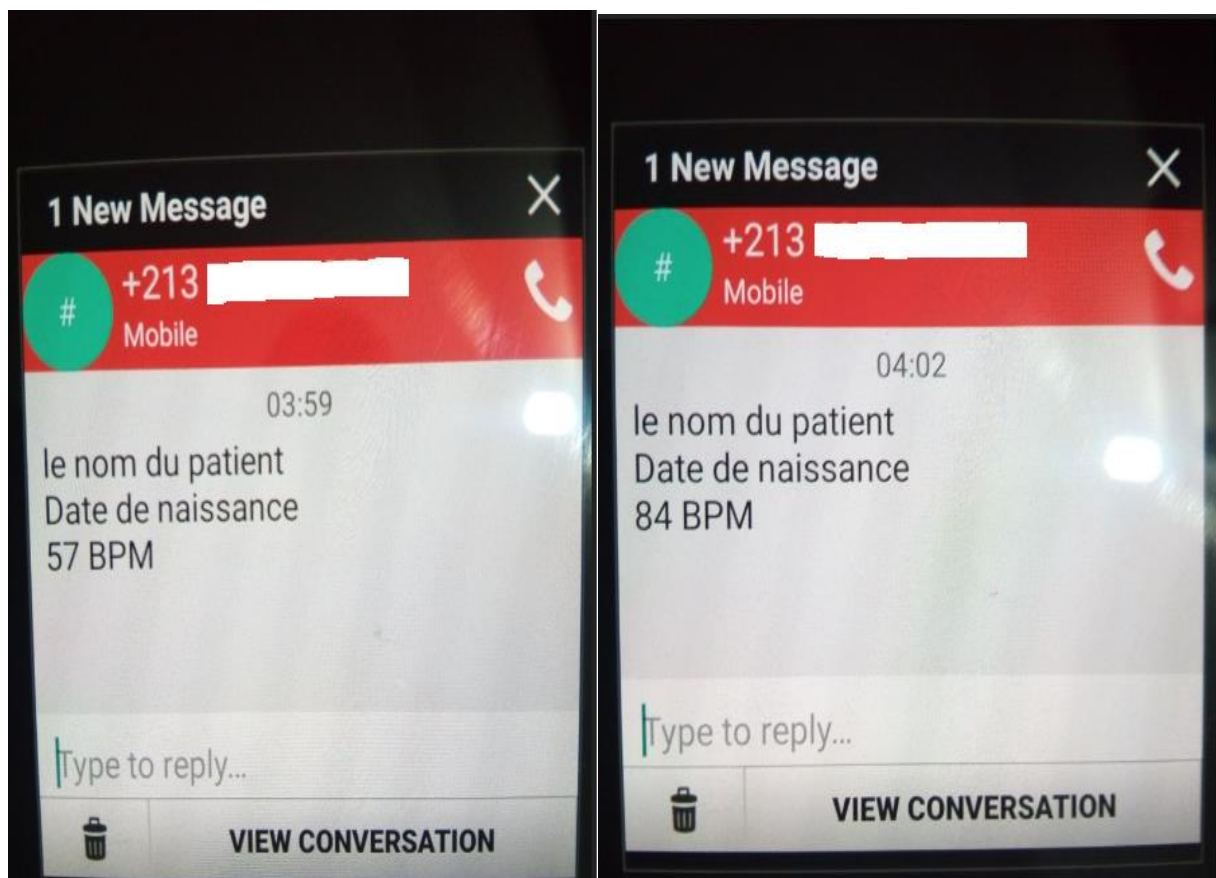 1 New Message
# +213
Mobile
03:59
le nom du patient
Date de naissance
57 BPM
Type to reply...
VIEW CONVERSATION
1 New Message
# +213
Mobile
04:02
le nom du patient
Date de naissance
84 BPM
Type to reply...
VIEW CONVERSATION